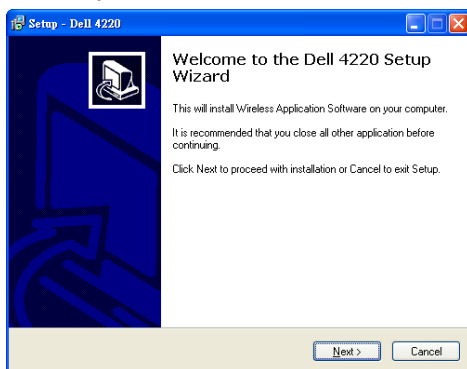 Setup - Dell 4220
Welcome to the Dell 4220 Setup
Wizard
This will install Wireless Application Software on your computer.
It is recommended that you close all other application before
continuing.
Click Next to proceed with installation or Cancel to exit Setup.
Next >
Cancel